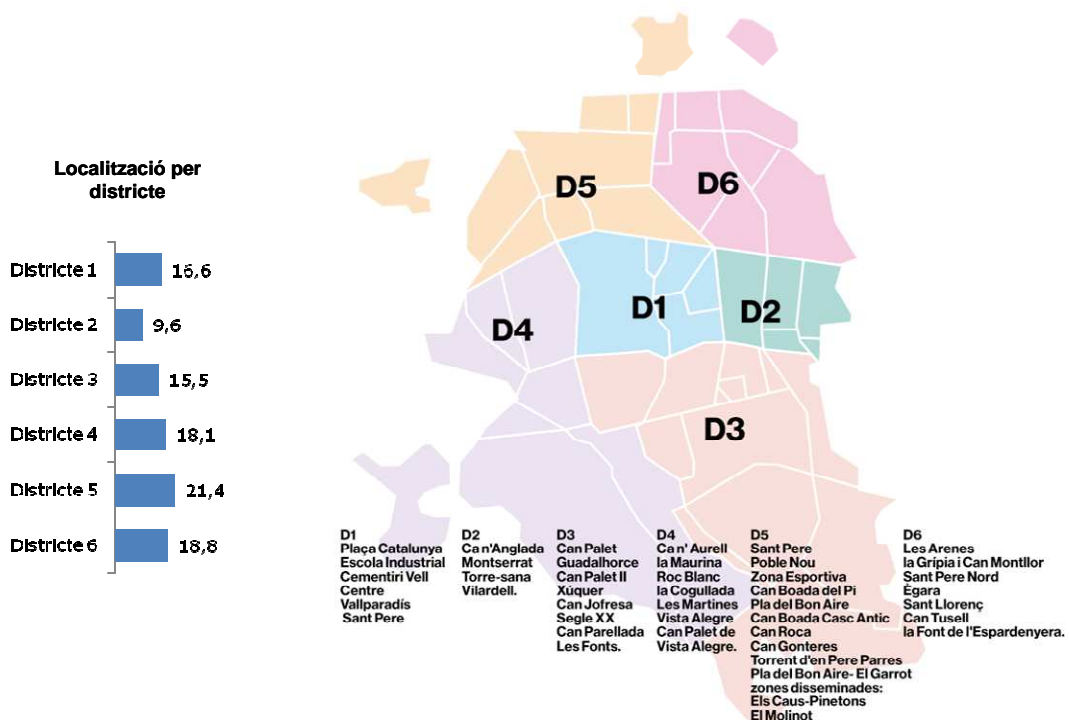 Localització per
districte
Districte 1
16,6
Districte 2
9,6
Districte 3
15,5
Districte 4
18,1
Districte 5
21,4
Districte 6
18,8
D5
D6
D1
D2
D4
D3
D1
Plaça Catalunya
Escola Industrial
Cementiri Vell
Centre
Vallparadís
Sant Pere
D2
Ca n'Anglada
Montserrat
Torre-sana
Vilardell.
D3
Can Palet
Guadalhorce
Can Palet II
Xúquer
Can Jofresa
Segle XX
Can Parellada
Les Fonts.
D4
Ca n' Aurell
la Maurina
Roc Blanc
la Cogullada
Les Martines
Vista Alegre
Can Palet de
Vista Alegre.
D5
Sant Pere
Poble Nou
Zona Esportiva
Can Boada del Pi
Pla del Bon Aire
Can Boada Casc Antic
Can Roca
Can Gonteres
Torrent d'en Pere Parres
Pla del Bon Aire- El Garrot
zones disseminades:
Els Caus-Pinetons
El Molinot
D6
Les Arenes
la Grípia i Can Montllor
Sant Pere Nord
Ègara
Sant Llorenç
Can Tusell
la Font de l'Espardenyera.